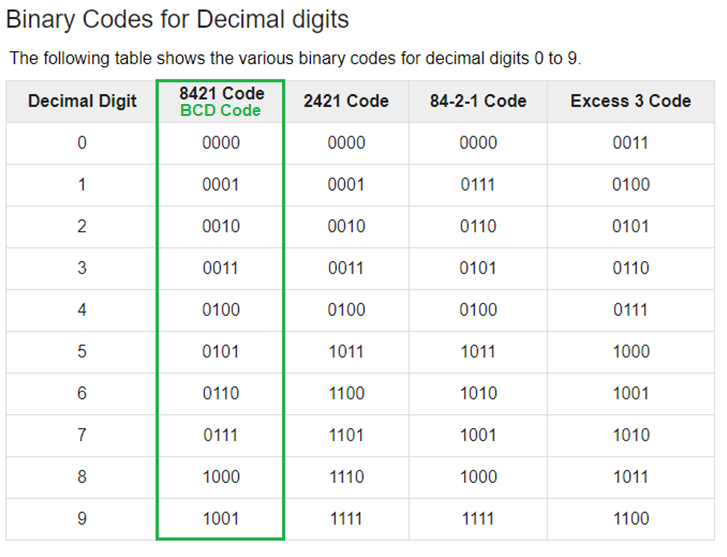 Binary Codes for Decimal digits
The following table shows the various binary codes for decimal digits 0 to 9.
Decimal Digit 8421 Code BCD Code 2421 Code 84-2-1 Code Excess 3 Code
0 0000 0000 0000 0011
1 0001 0001 0111 0100
2 0010 0010 0110 0101
3 0011 0011 0101 0110
4 0100 0100 0100 0111
5 0101 1011 1011 1000
6 0110 1100 1010 1001
7 0111 1101 1001 1010
8 1000 1110 1000 1011
9 1001 1111 1111 1100